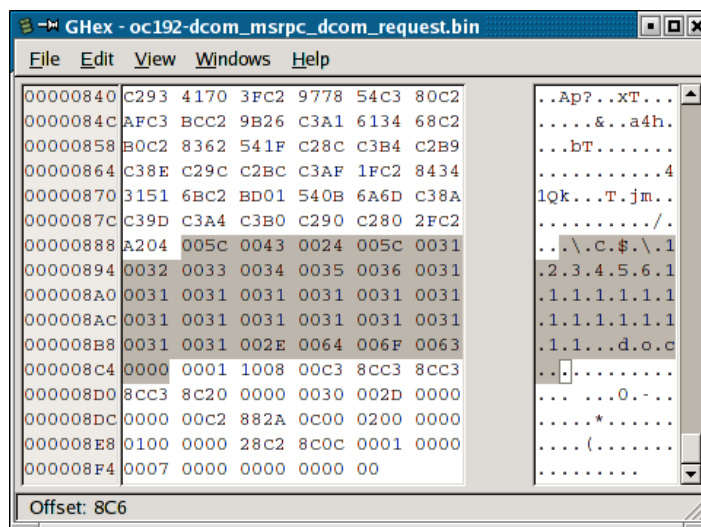 GHex - oc192-dcom_msrpc_dcom_request.bin
File Edit View Windows Help
00000840 C293 4170 3FC2 9778 54C3 80C2 ..Ap?..xT...
0000084C AFC3 BCC2 9B26 C3A1 6134 68C2 .....&..a4h.
00000858 B0C2 8362 541F C28C C3B4 C2B9 ...bT.......
00000864 C38E C29C C2BC C3AF 1FC2 8434 ...........4
00000870 3151 6BC2 BD01 540B 6A6D C38A 1Qk...T.jm..
0000087C C39D C3A4 C3B0 C290 C280 2FC2 ........../.
00000888 A204 005C 0043 0024 005C 0031 ...\.C.$.\.1
00000894 0032 0033 0034 0035 0036 0031 .2.3.4.5.6.1
000008A0 0031 0031 0031 0031 0031 0031 .1.1.1.1.1.1
000008AC 0031 0031 0031 0031 0031 0031 .1.1.1.1.1.1
000008B8 0031 0031 002E 0064 006F 0063 .1.1...d.o.c
000008C4 0000 0001 1008 00C3 8CC3 8CC3 ............
000008D0 8CC3 8C20 0000 0030 002D 0000 ... ...0.-..
000008DC 0000 00C2 882A 0C00 0200 0000 .....*......
000008E8 0100 0000 28C2 8C0C 0001 0000 ....(.......
000008F4 0007 0000 0000 0000 00 .........
Offset: 8C6